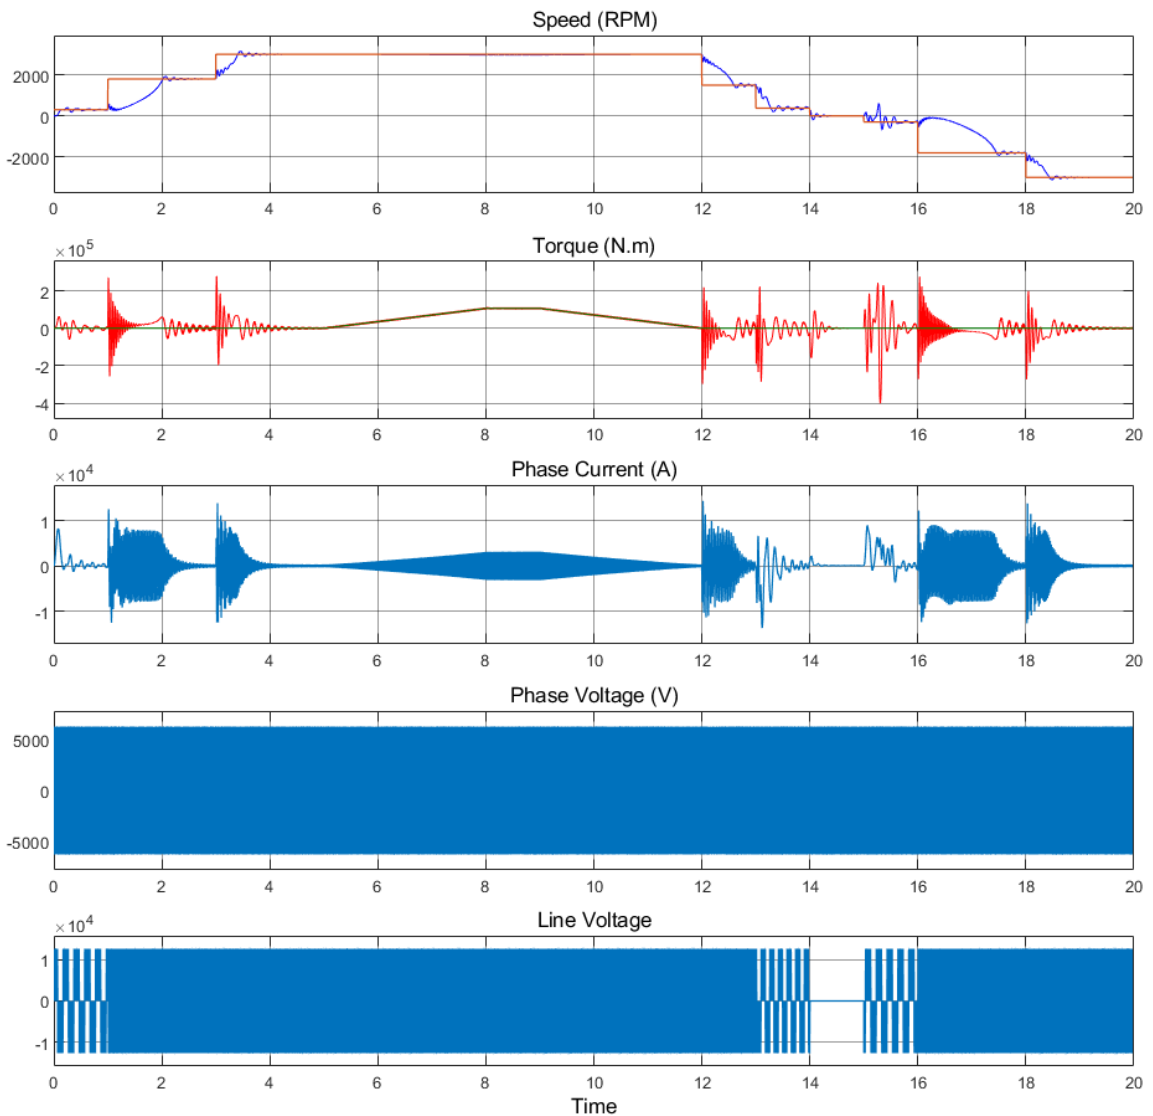 Speed (RPM)
2000
0
-2000
0 2 4 6 8 10 12 14 16 18 20
×10^5
Torque (N.m)
2
0
-2
-4
0 2 4 6 8 10 12 14 16 18 20
×10^4
Phase Current (A)
1
0
-1
0 2 4 6 8 10 12 14 16 18 20
Phase Voltage (V)
5000
0
-5000
0 2 4 6 8 10 12 14 16 18 20
×10^4
Line Voltage
1
0
-1
0 2 4 6 8 10 12 14 16 18 20
Time